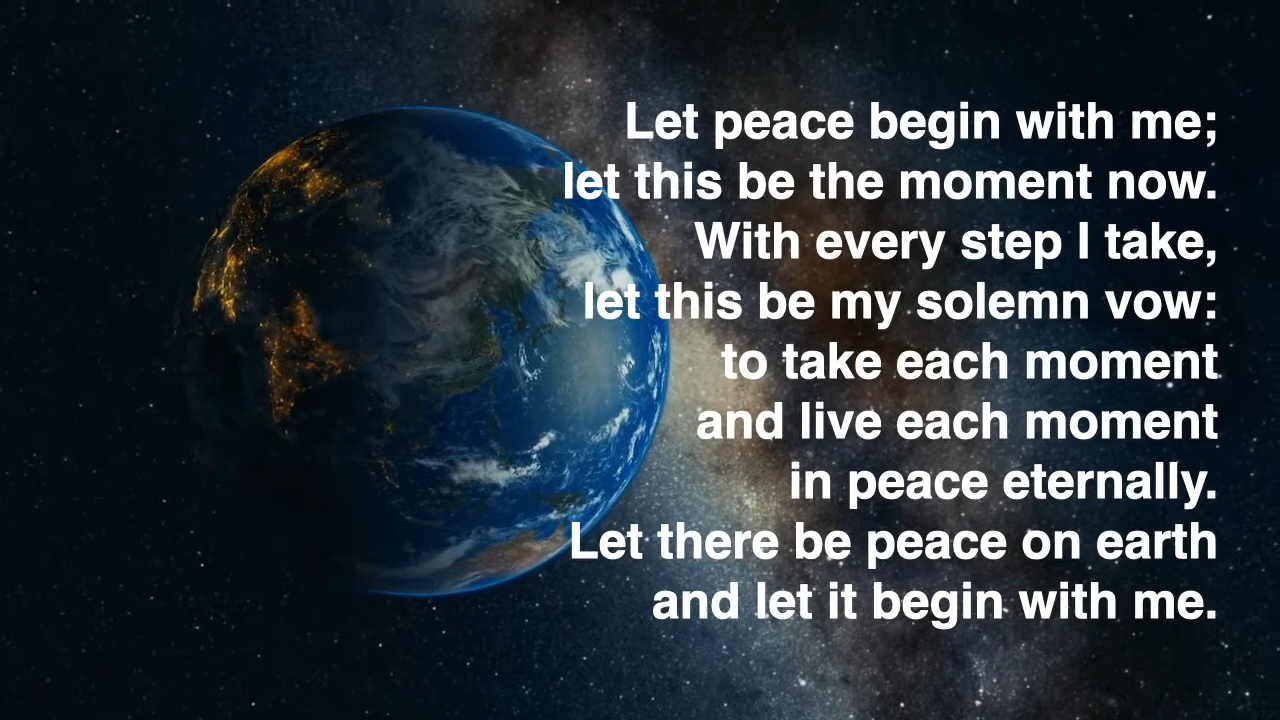 Let peace begin with me;
let this be the moment now.
With every step I take,
let this be my solemn vow:
to take each moment
and live each moment
in peace eternally.
Let there be peace on earth
and let it begin with me.